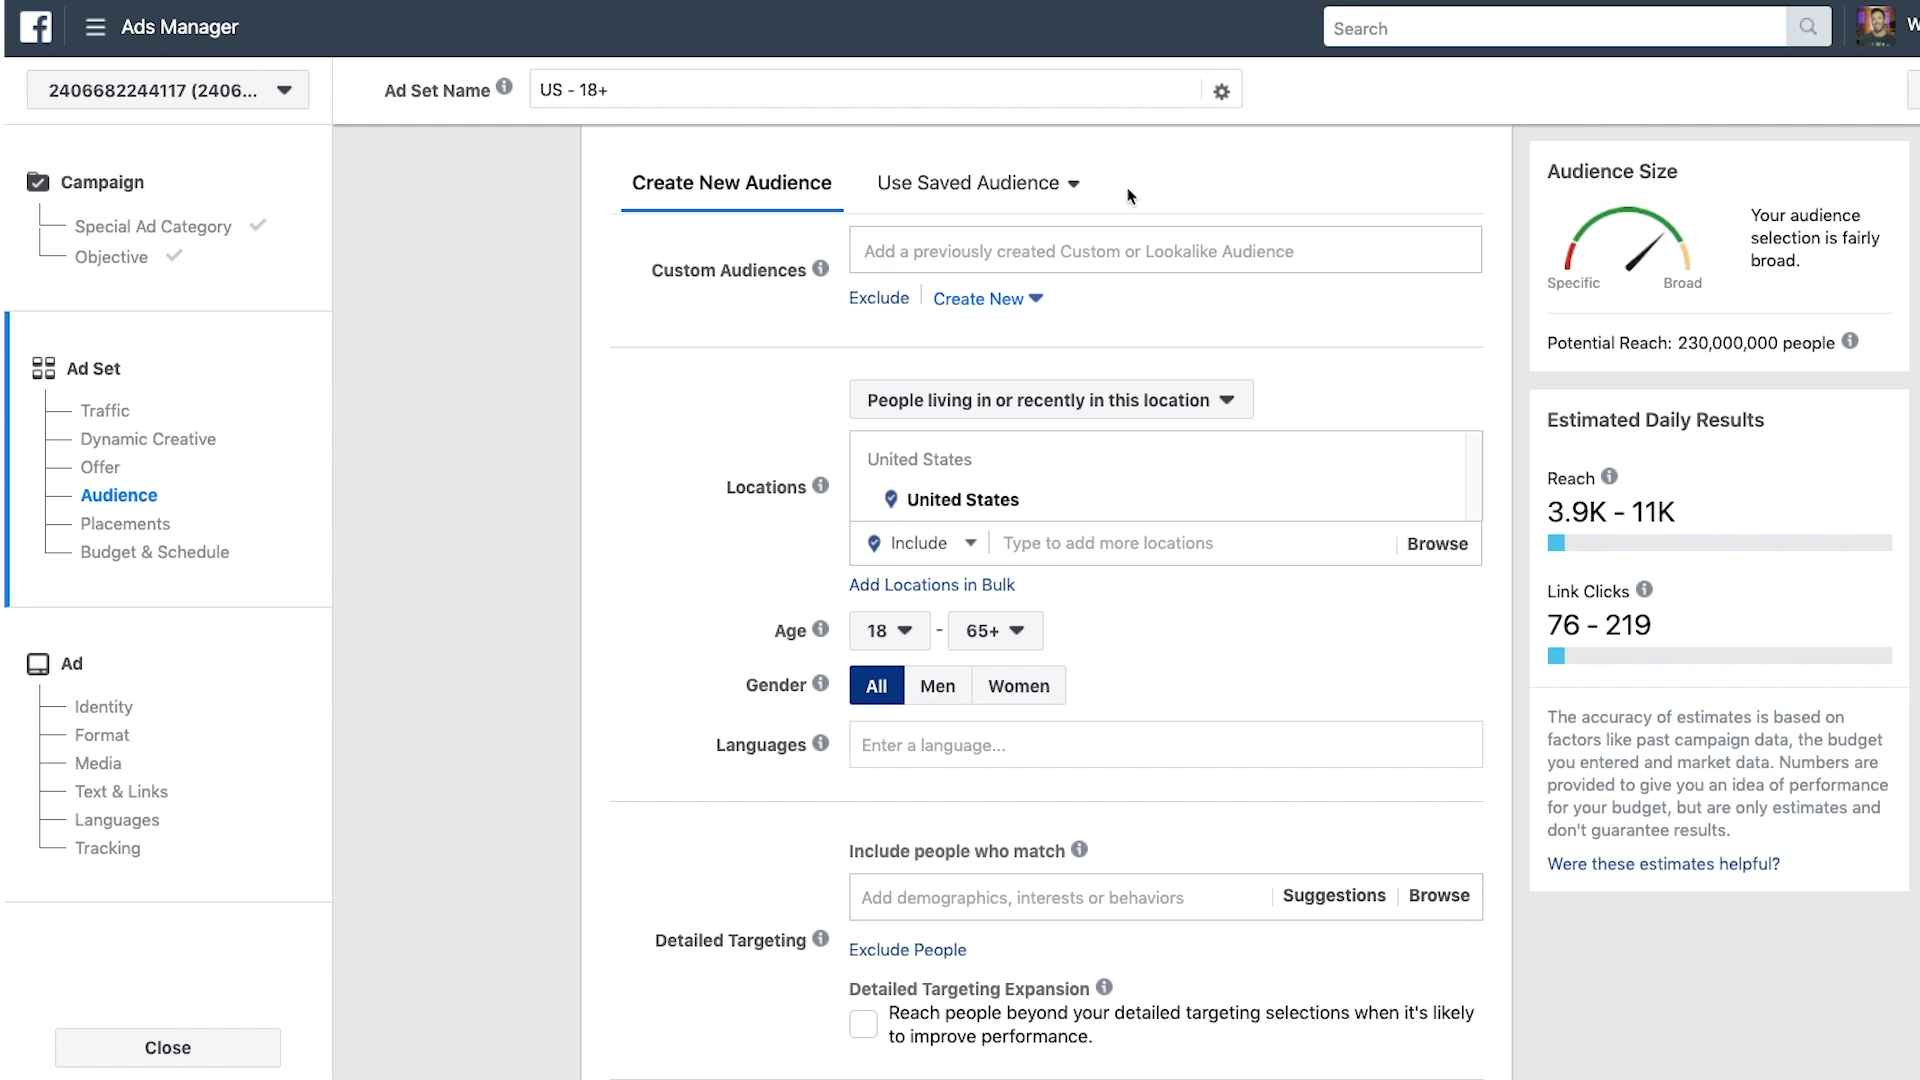 Ads Manager
Search
W
2406682244117 (2406...
Ad Set Name
US - 18+
Campaign
Special Ad Category
Objective
Ad Set
Traffic
Dynamic Creative
Offer
Audience
Placements
Budget & Schedule
Ad
Identity
Format
Media
Text & Links
Languages
Tracking
Close
Create New Audience
Use Saved Audience
Custom Audiences
Add a previously created Custom or Lookalike Audience
Exclude
Create New
People living in or recently in this location
Locations
United States
United States
Include
Type to add more locations
Browse
Add Locations in Bulk
Age
18
-
65+
Gender
All
Men
Women
Languages
Enter a language...
Include people who match
Add demographics, interests or behaviors
Suggestions
Browse
Detailed Targeting
Exclude People
Detailed Targeting Expansion
Reach people beyond your detailed targeting selections when it's likely
to improve performance.
Audience Size
Specific
Broad
Your audience
selection is fairly
broad.
Potential Reach: 230,000,000 people
Estimated Daily Results
Reach
3.9K - 11K
Link Clicks
76 - 219
The accuracy of estimates is based on
factors like past campaign data, the budget
you entered and market data. Numbers are
provided to give you an idea of performance
for your budget, but are only estimates and
don't guarantee results.
Were these estimates helpful?